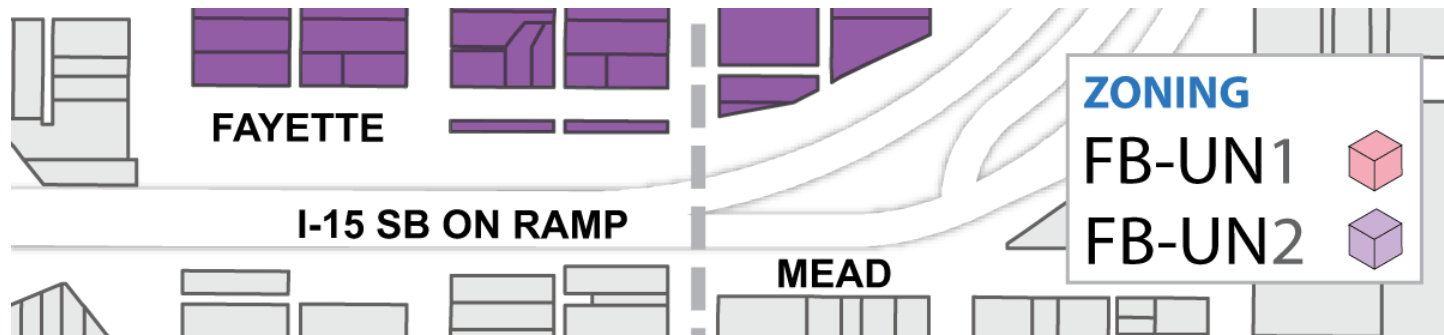 FAYETTE
I-15 SB ON RAMP
MEAD
ZONING
FB-UN1
FB-UN2